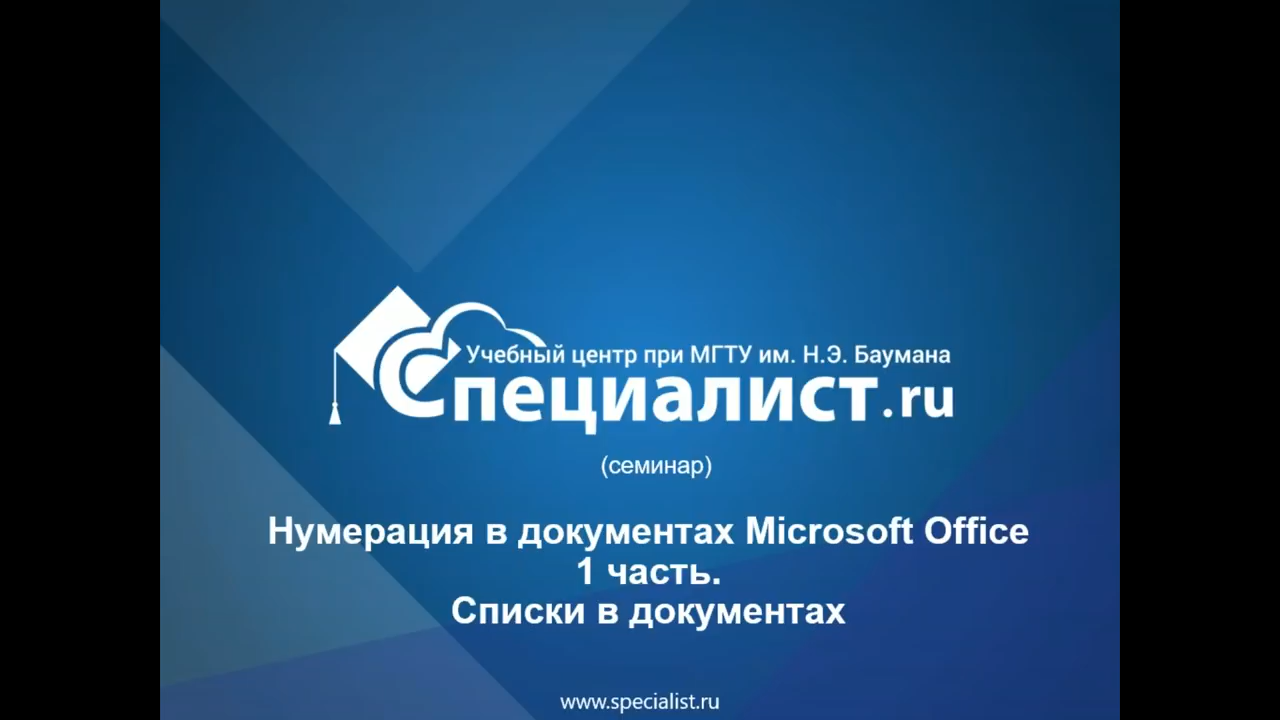 Учебный центр при МГТУ им. Н.Э. Баумана
Специалист.ru
(семинар)
Нумерация в документах Microsoft Office
1 часть.
Списки в документах
www.specialist.ru